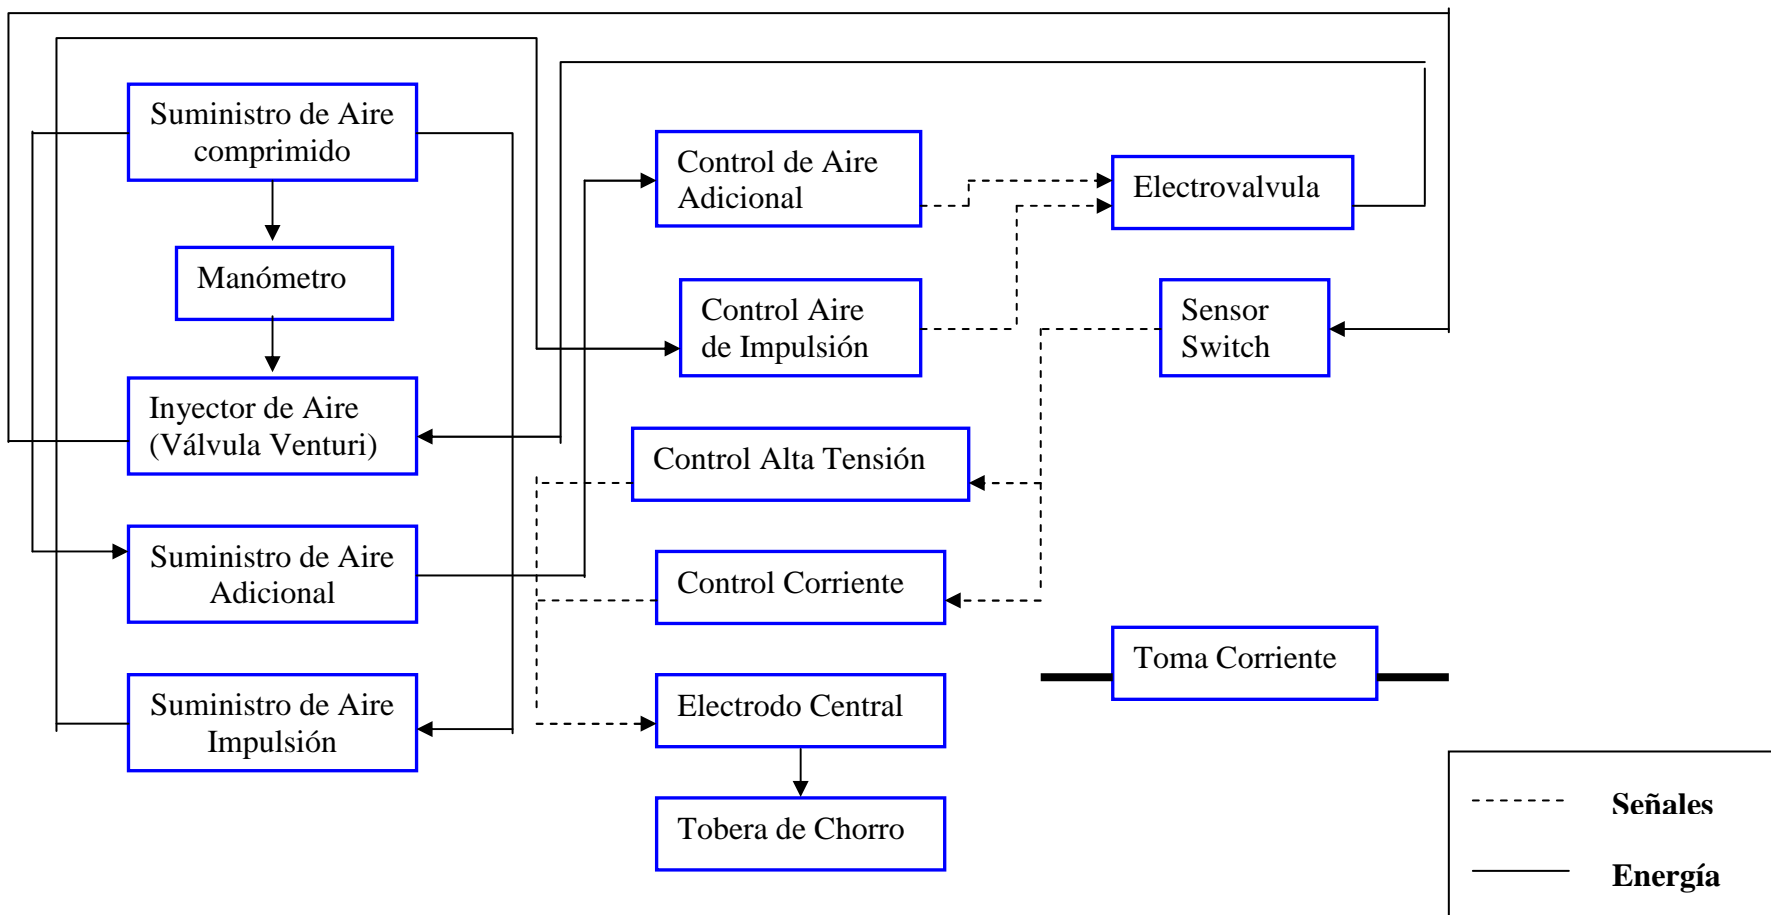 Suministro de Aire
comprimido
Manómetro
Inyector de Aire
(Válvula Venturi)
Suministro de Aire
Adicional
Suministro de Aire
Impulsión
Control de Aire
Adicional
Control Aire
de Impulsión
Control Alta Tensión
Control Corriente
Electrodo Central
Tobera de Chorro
Electrovalvula
Sensor
Switch
Toma Corriente
Señales
Energía